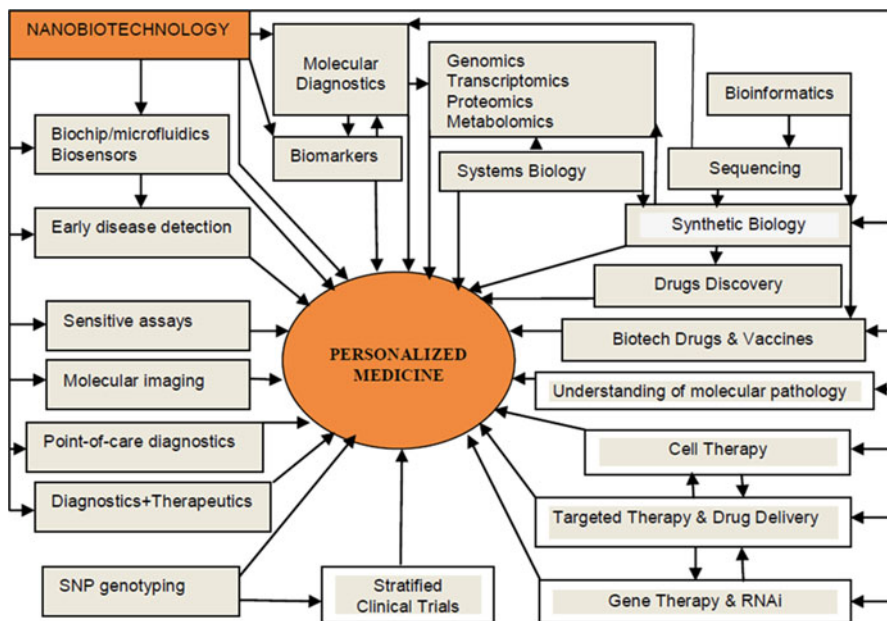 NANOBIOTECHNOLOGY
Molecular
Diagnostics
Genomics
Transcriptomics
Proteomics
Metabolomics
Bioinformatics
Biochip/microfluidics
Biosensors
Biomarkers
Systems Biology
Sequencing
Early disease detection
Synthetic Biology
Drugs Discovery
Sensitive assays
Biotech Drugs & Vaccines
PERSONALIZED
MEDICINE
Molecular imaging
Understanding of molecular pathology
Point-of-care diagnostics
Cell Therapy
Diagnostics+Therapeutics
Targeted Therapy & Drug Delivery
SNP genotyping
Stratified
Clinical Trials
Gene Therapy & RNAi